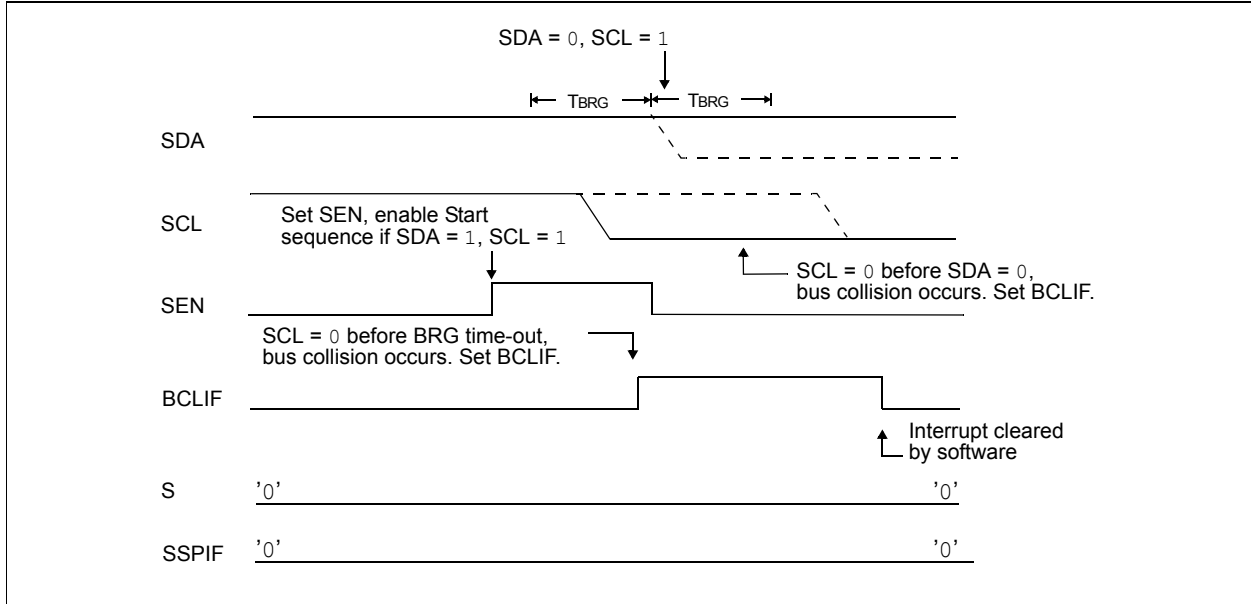 SDA = 0, SCL = 1
TBRG TBRG
SDA
SCL
Set SEN, enable Start
sequence if SDA = 1, SCL = 1
SCL = 0 before SDA = 0,
bus collision occurs. Set BCLIF.
SEN
SCL = 0 before BRG time-out,
bus collision occurs. Set BCLIF.
BCLIF
Interrupt cleared
by software
S '0' '0'
SSPIF '0' '0'